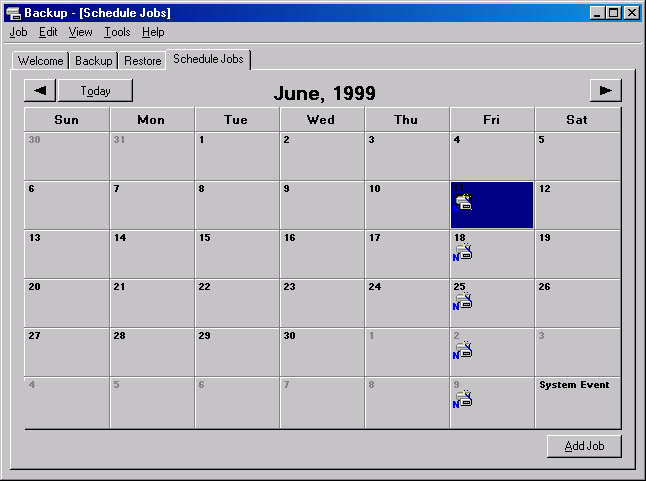 Backup - [Schedule Jobs]
Job Edit View Tools Help
Welcome Backup Restore Schedule Jobs
Today June, 1999
Sun Mon Tue Wed Thu Fri Sat
30 31 1 2 3 4 5
6 7 8 9 10 11 12
13 14 15 16 17 18 19
N
20 21 22 23 24 25 26
N
27 28 29 30 1 2 3
N
4 5 6 7 8 9 System Event
N
Add Job